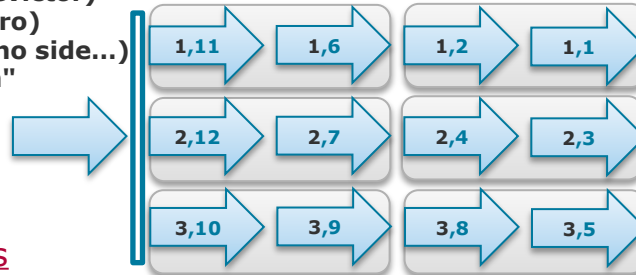 ro)
no side...)
1,11 1,6 1,2 1,1
2,12 2,7 2,4 2,3
3,10 3,9 3,8 3,5